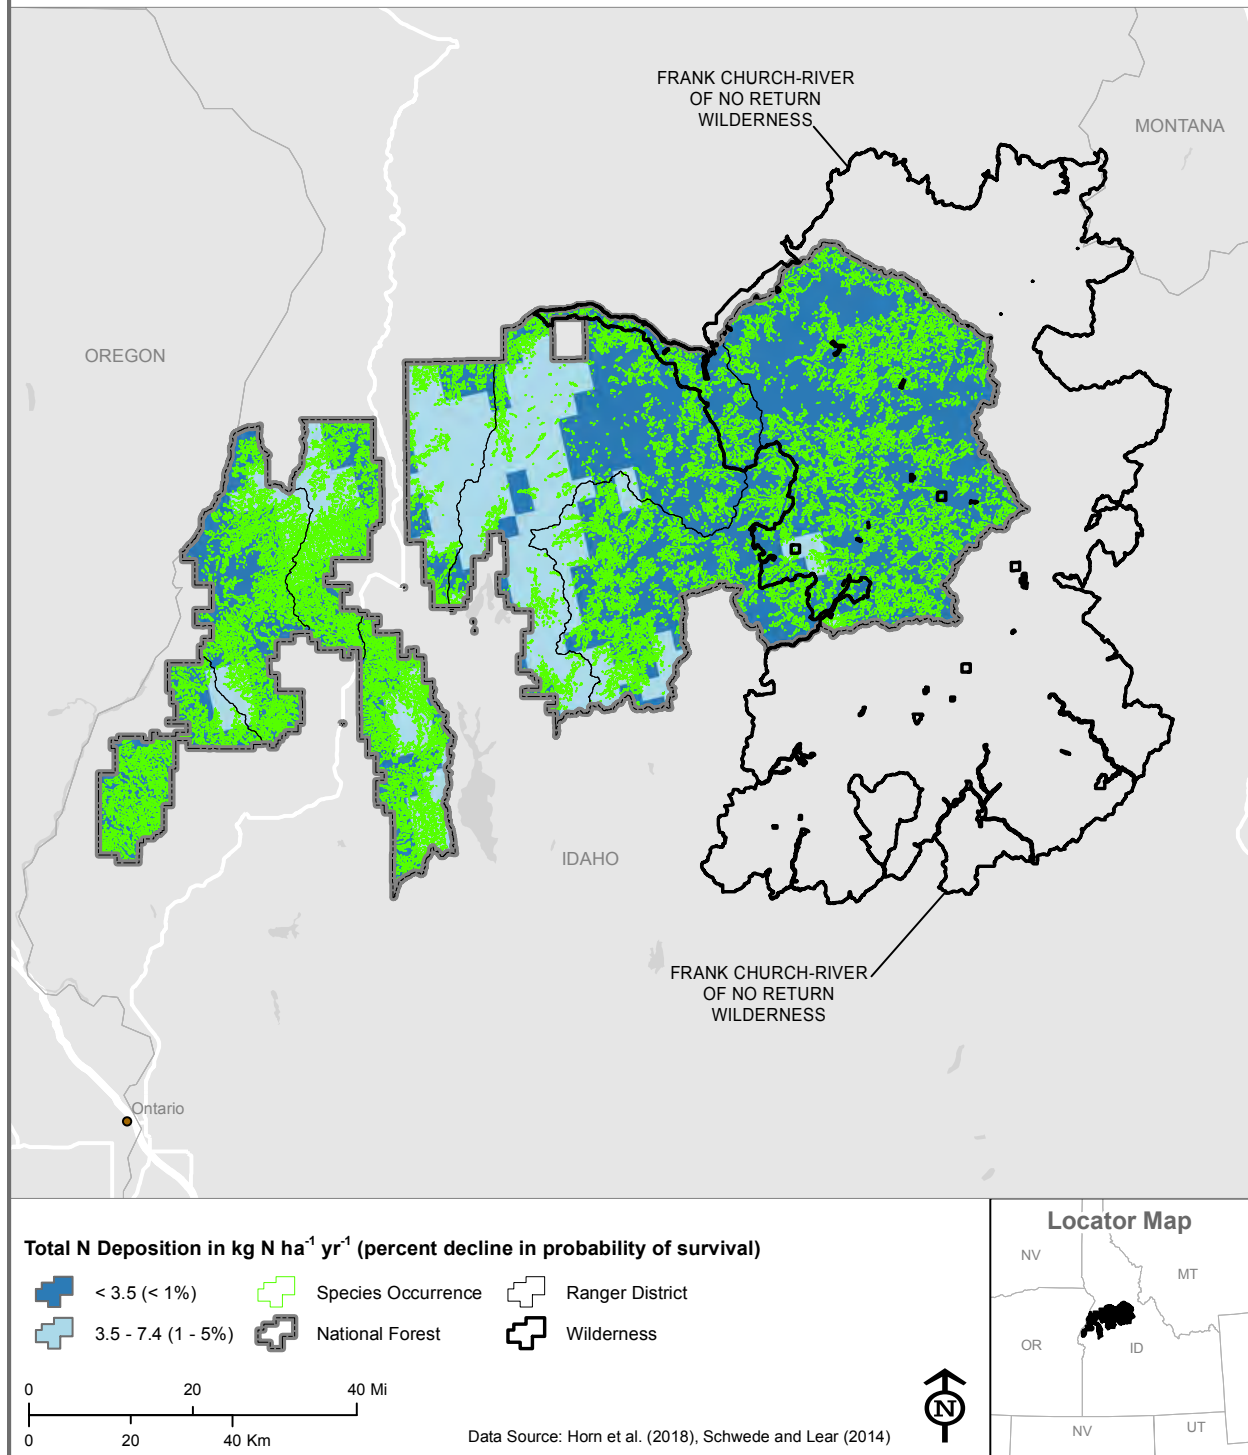 FRANK CHURCH-RIVER
OF NO RETURN
WILDERNESS
MONTANA
OREGON
IDAHO
FRANK CHURCH-RIVER
OF NO RETURN
WILDERNESS
Ontario
Total N Deposition in kg N ha⁻¹ yr⁻¹ (percent decline in probability of survival)
< 3.5 (< 1%)
Species Occurrence
Ranger District
3.5 - 7.4 (1 - 5%)
National Forest
Wilderness
0 20 40 Mi
0 20 40 Km
N
Data Source: Horn et al. (2018), Schwede and Lear (2014)
Locator Map
NV
MT
OR
ID
NV
UT